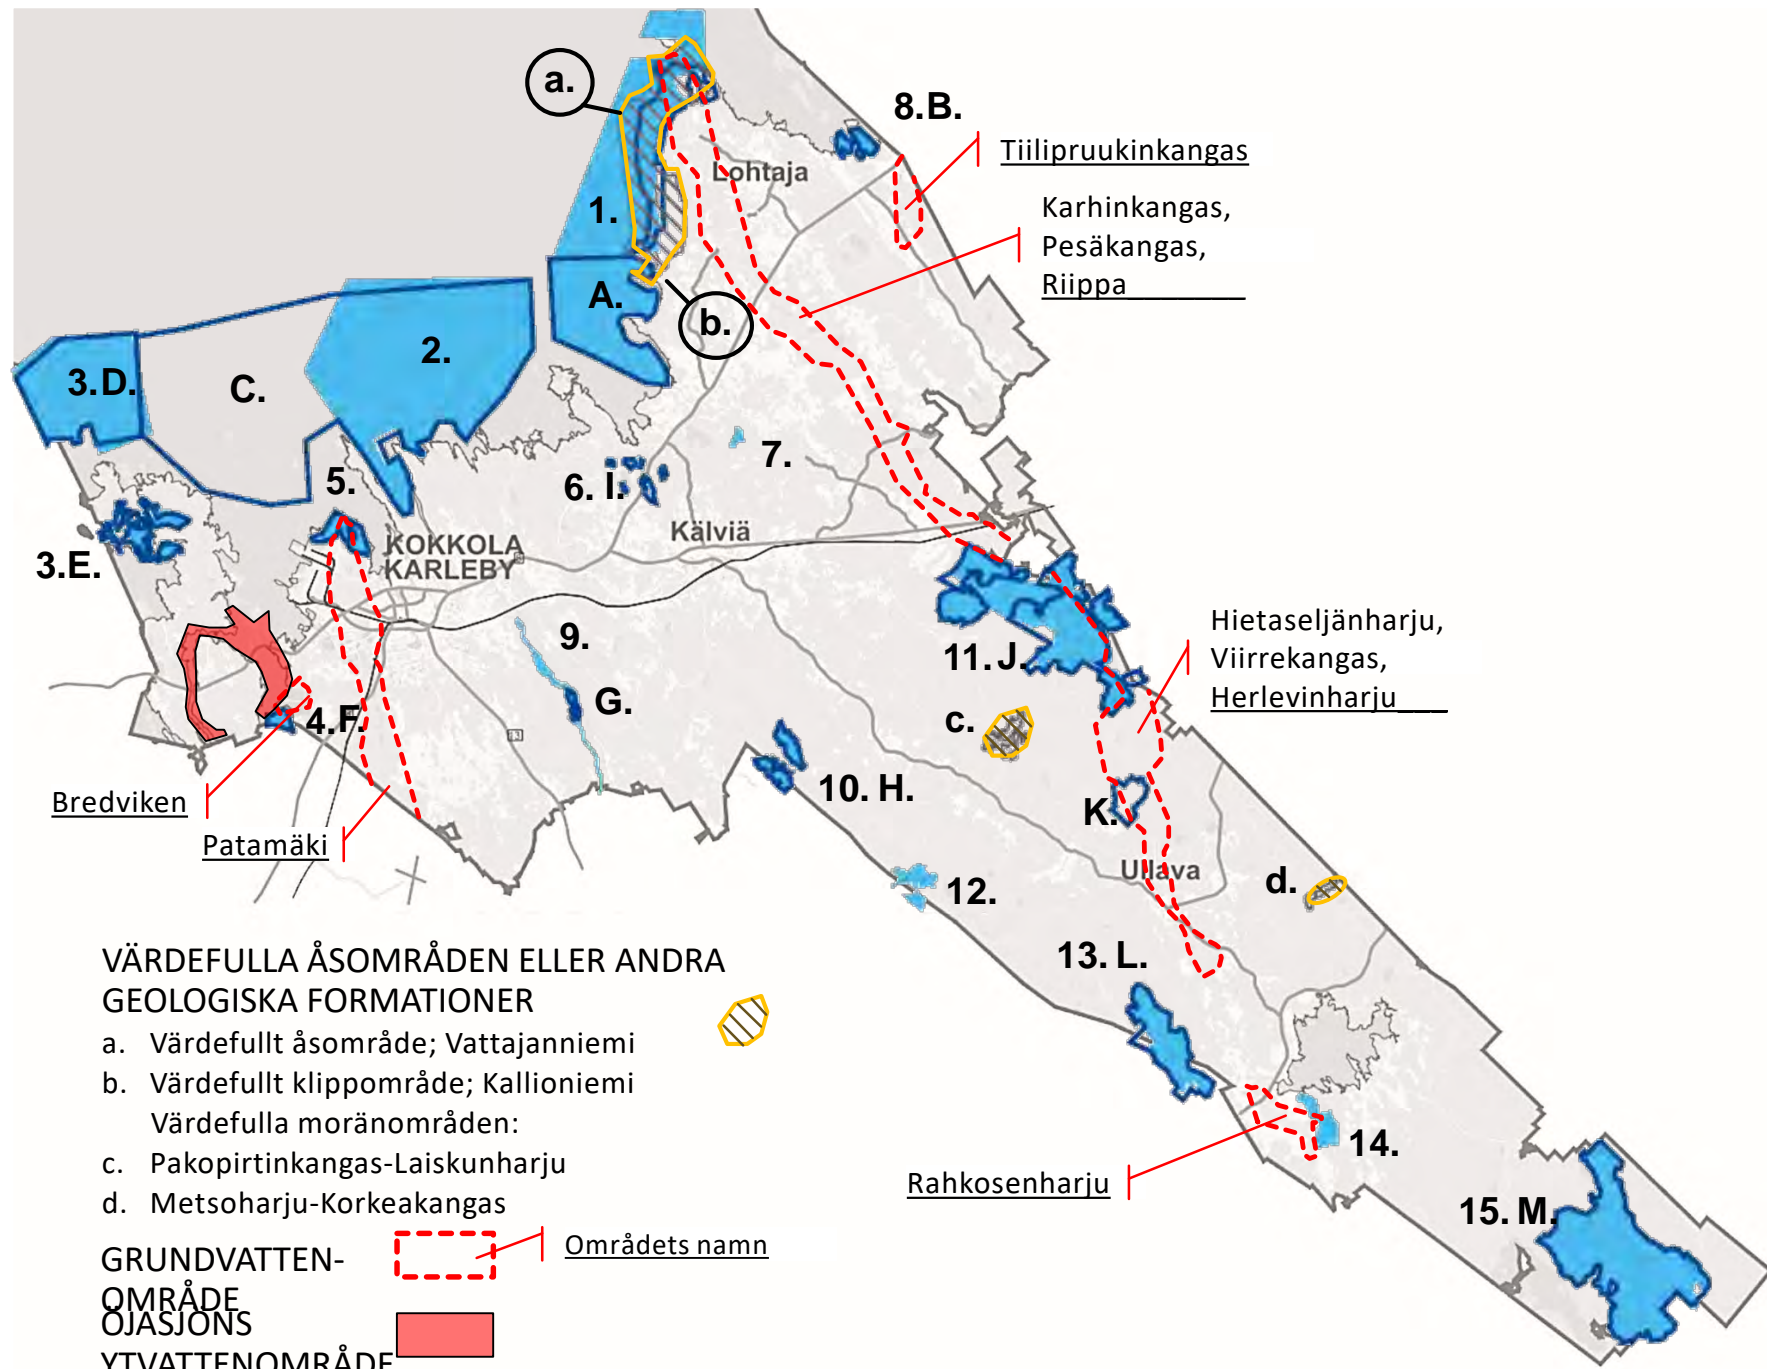 a.
8.B.
Tiilipruukinkangas
Lohtaja
Karhinkangas,
Pesäkangas,
Riippa
1.
A.
b.
2.
3.D.
C.
7.
5.
6. I.
Kälviä
KOKKOLA
KARLEBY
3.E.
9.
Hietaseljänharju,
Viirrekangas,
Herlevinharju
11. J.
G.
4.F.
c.
10. H.
Bredviken
K.
Patamäki
Ullava
d.
12.
13. L.
VÄRDEFULLA ÅSOMRÅDEN ELLER ANDRA
GEOLOGISKA FORMATIONER
a. Värdefullt åsområde; Vattajanniemi
b. Värdefullt klippområde; Kallioniemi
Värdefulla moränområden:
c. Pakopirtinkangas-Laiskunharju
d. Metsoharju-Korkeakangas
14.
Rahkosenharju
15. M.
GRUNDVATTEN-
OMRÅDE
Områdets namn
ÖJASJÖNS
YTVATTENOMRÅDE